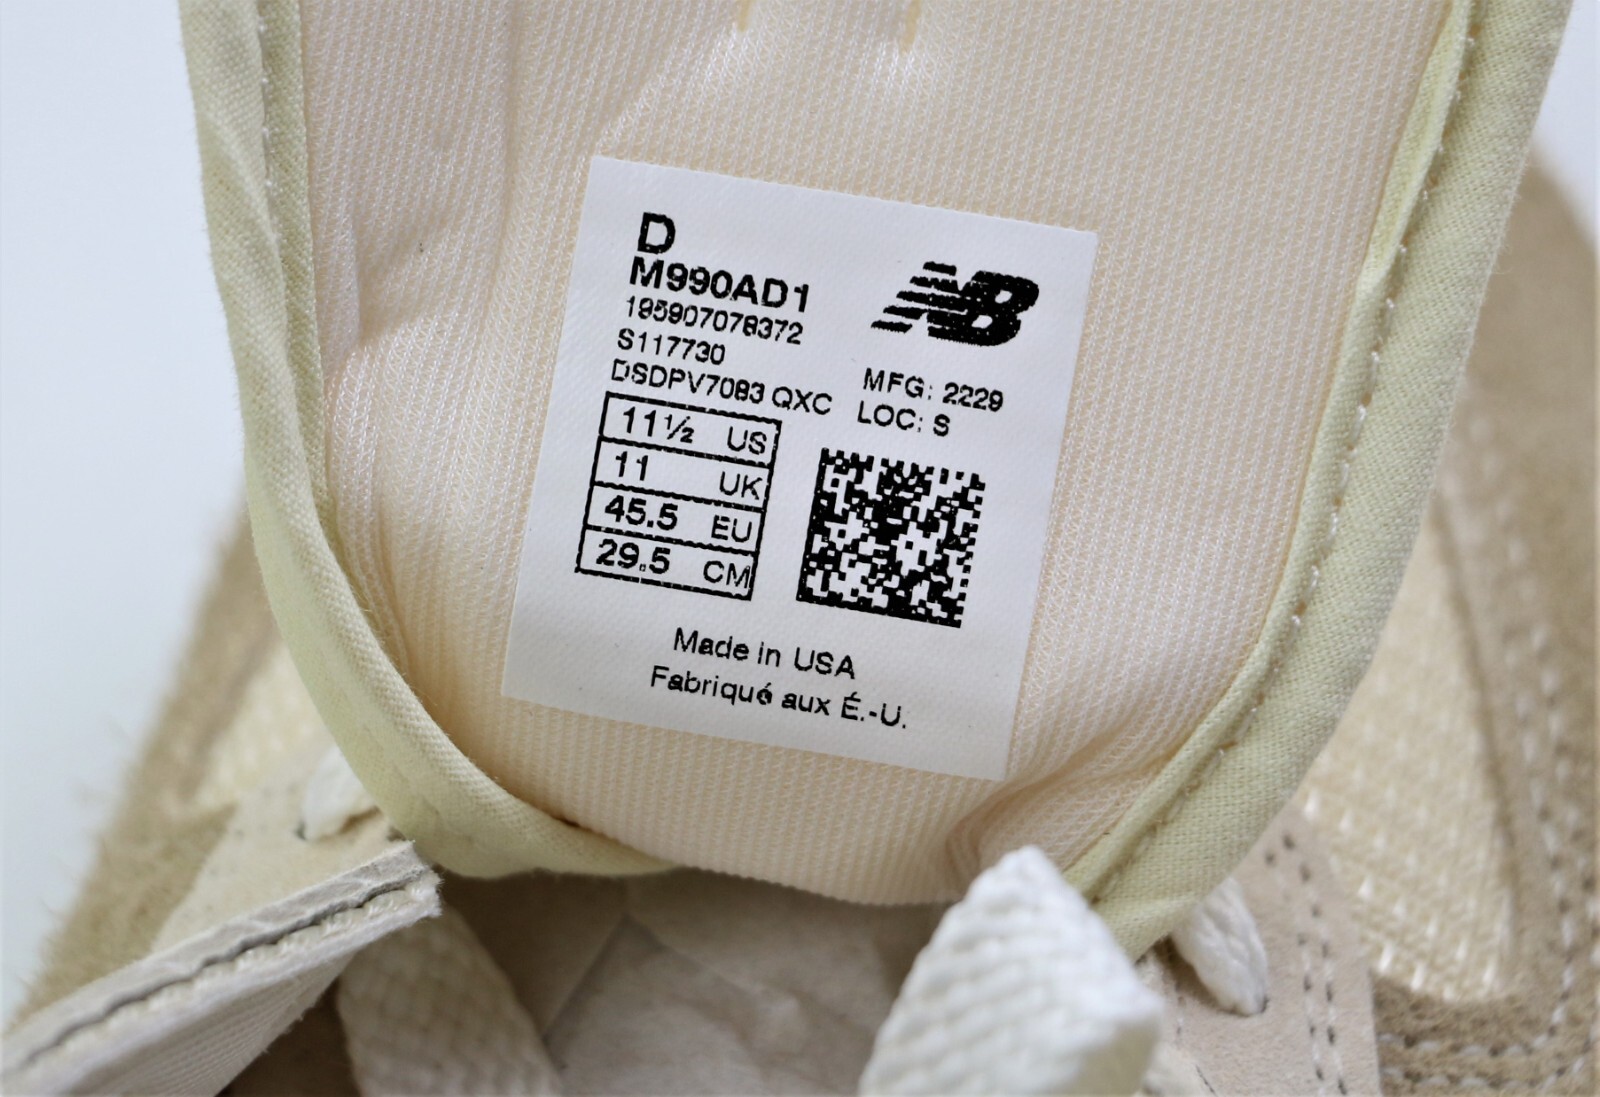 D
M990AD1
195907078372
S117730
DSDPV7083 QXC
NB
MFG: 2229
LOC: S
11½ US
11 UK
45.5 EU
29.5 CM
Made in USA
Fabriqué aux É.-U.